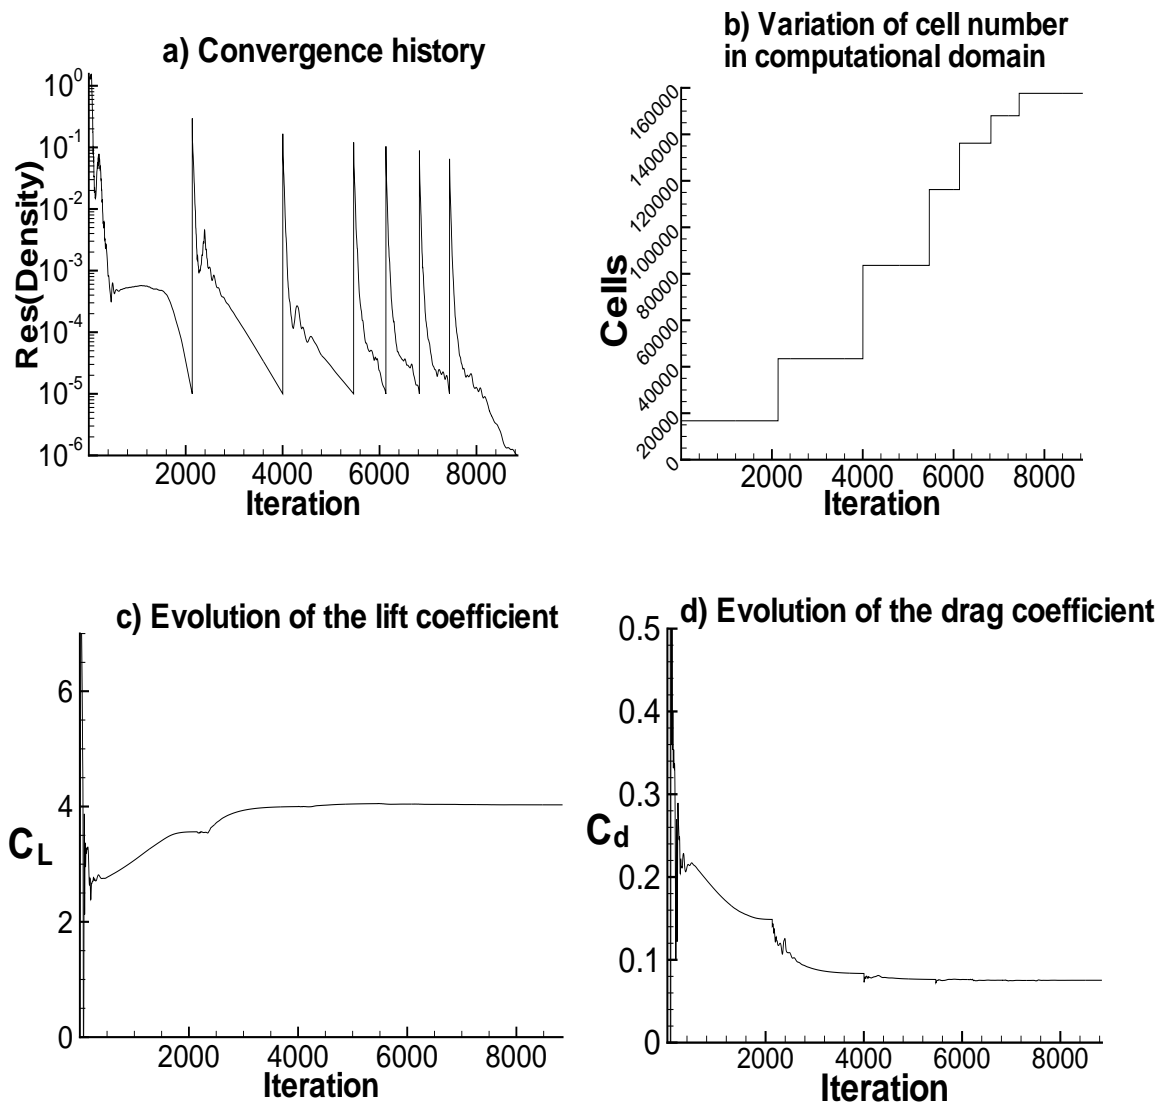 a) Convergence history
10^0
10^-1
10^-2
10^-3
10^-4
10^-5
10^-6
Res(Density)
2000 4000 6000 8000
Iteration
b) Variation of cell number
in computational domain
160000
140000
120000
100000
80000
60000
40000
20000
0
Cells
2000 4000 6000 8000
Iteration
c) Evolution of the lift coefficient
6
4
2
0
C_L
2000 4000 6000 8000
Iteration
d) Evolution of the drag coefficient
0.5
0.4
0.3
0.2
0.1
0
C_d
2000 4000 6000 8000
Iteration